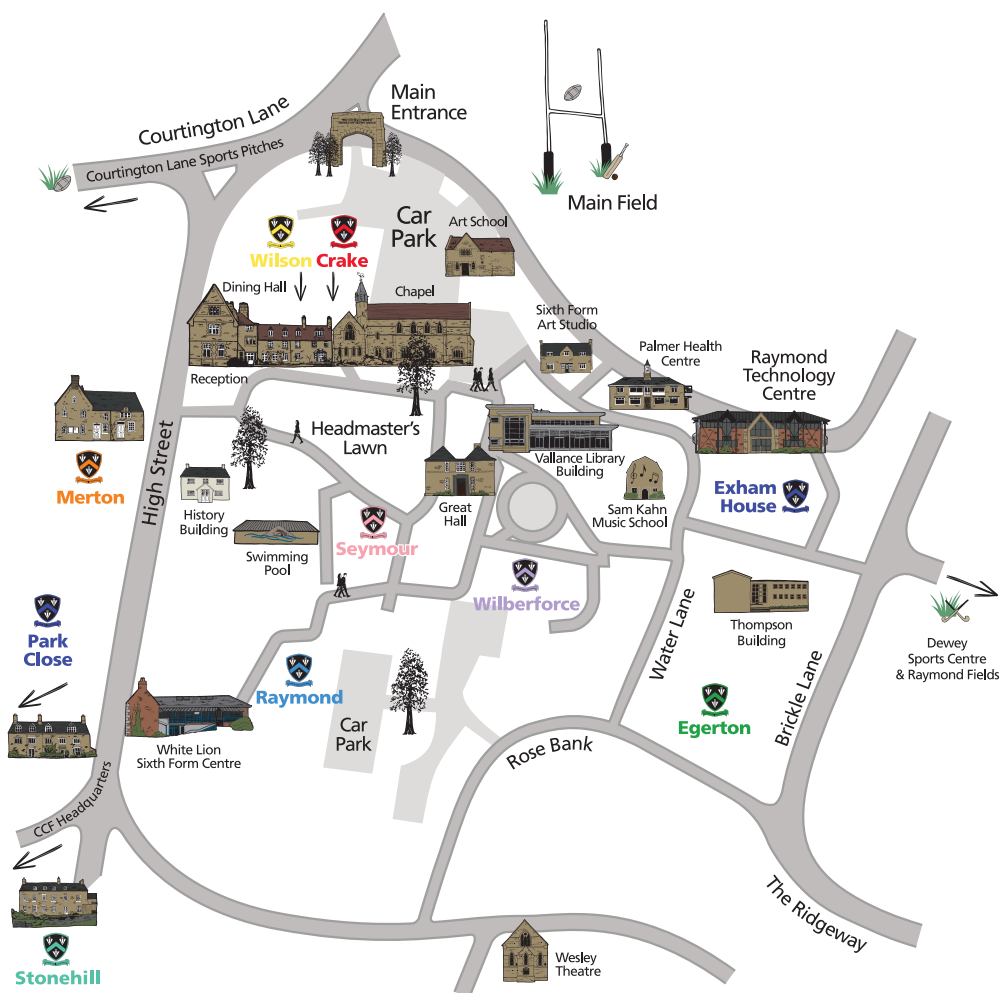 Main
Entrance
Courtington Lane
Courtington Lane Sports Pitches
Main Field
Car
Park
Art School
Wilson
Crake
Dining Hall
Chapel
Sixth Form
Art Studio
Palmer Health
Centre
Raymond
Technology
Centre
Reception
Headmaster's
Lawn
Vallance Library
Building
Merton
High Street
History
Building
Great
Hall
Sam Kahn
Music School
Exham
House
Swimming
Pool
Seymour
Wilberforce
Thompson
Building
Water Lane
Park
Close
Dewey
Sports Centre
& Raymond Fields
Raymond
Egerton
Brickle Lane
Car
Park
Rose Bank
White Lion
Sixth Form Centre
CCF Headquarters
The Ridgeway
Wesley
Theatre
Stonehill